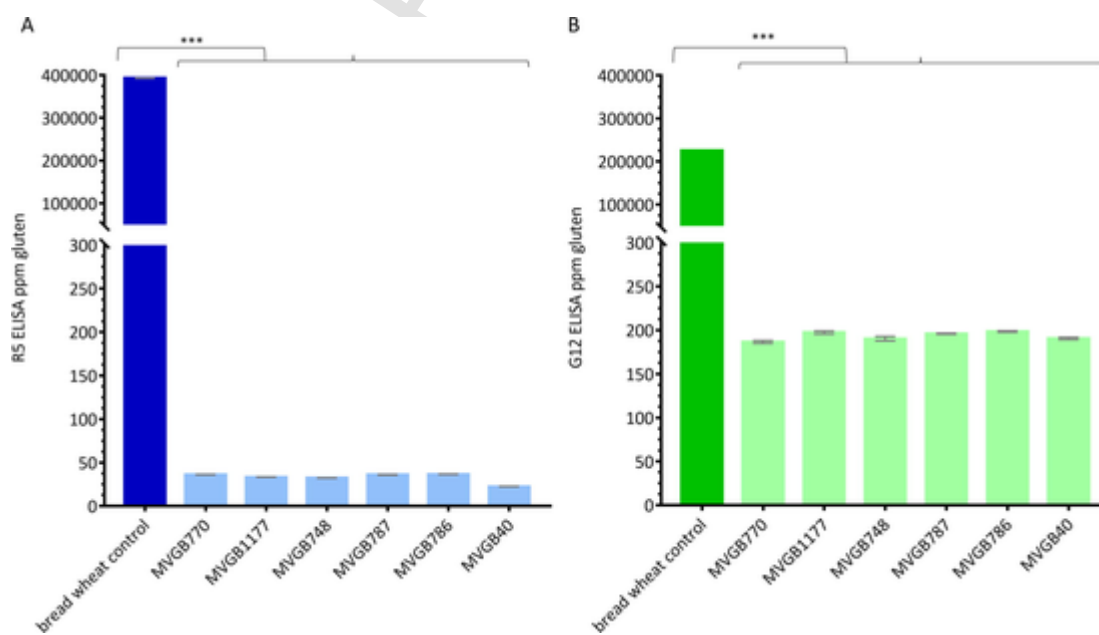 A
***
400000
300000
200000
100000
300
250
200
150
100
50
0
R5 ELISA ppm gluten
bread wheat control
MVGB770
MVGB1177
MVGB748
MVGB787
MVGB786
MVGB40
B
***
400000
300000
200000
100000
300
250
200
150
100
50
0
G12 ELISA ppm gluten
bread wheat control
MVGB770
MVGB1177
MVGB748
MVGB787
MVGB786
MVGB40